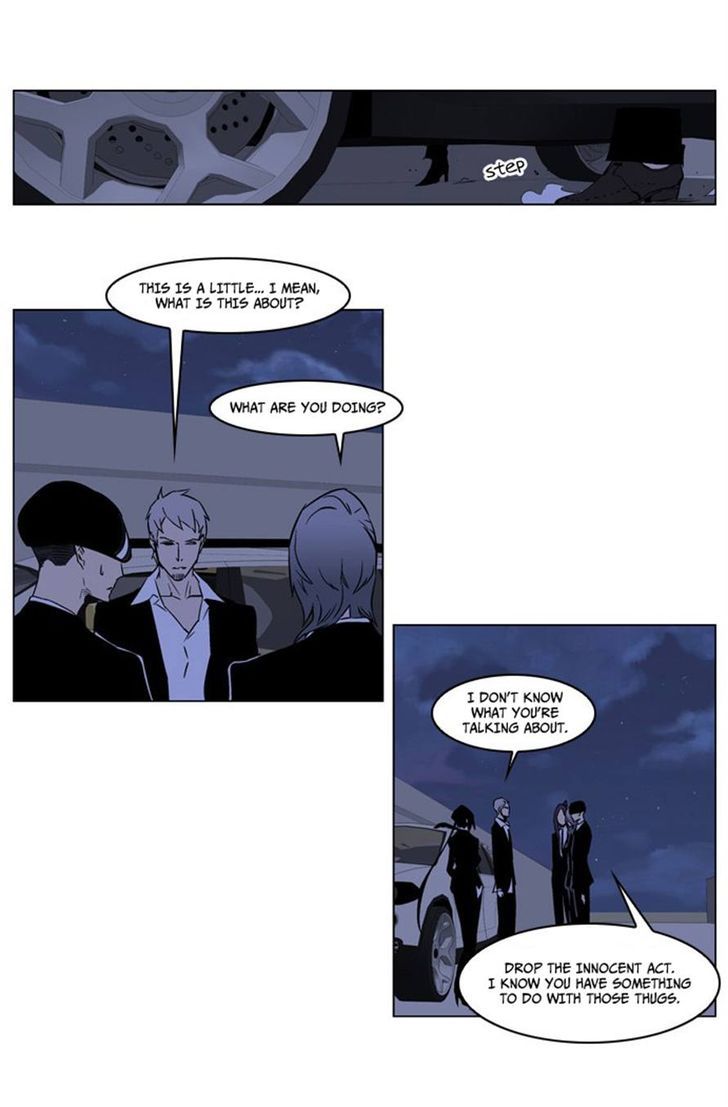 step
THIS IS A LITTLE... I MEAN,
WHAT IS THIS ABOUT?
WHAT ARE YOU DOING?
I DON'T KNOW
WHAT YOU'RE
TALKING ABOUT.
DROP THE INNOCENT ACT.
I KNOW YOU HAVE SOMETHING
TO DO WITH THOSE THUGS.